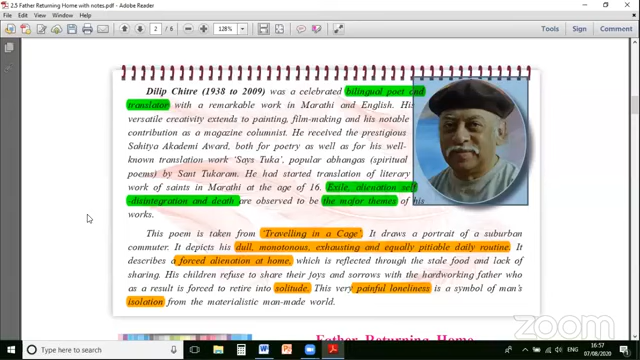 2.5 Father Returning Home with notes.pdf - Adobe Reader
File Edit View Window Help
2 / 6 128% Tools Sign Comment
Dilip Chitre (1938 to 2009) was a celebrated bilingual poet and
translator with a remarkable work in Marathi and English. His
versatile creativity extends to painting, film-making and his notable
contribution as a magazine columnist. He received the prestigious
Sahitya Akademi Award, both for poetry as well as for his well-
known translation work 'Says Tuka', popular abhangas (spiritual
poems) by Sant Tukaram. He had started translation of literary
work of saints in Marathi at the age of 16. Exile, alienation self
-disintegration and death are observed to be the major themes of his
works.
This poem is taken from 'Travelling in a Cage'. It draws a portrait of a suburban
commuter. It depicts his dull, monotonous, exhausting and equally pitiable daily routine. It
describes a forced alienation at home, which is reflected through the stale food and lack of
sharing. His children refuse to share their joys and sorrows with the hardworking father who
as a result is forced to retire into solitude. This very painful loneliness is a symbol of man's
isolation from the materialistic man-made world.
Father Returning Home
zoom
Type here to search
ENG
16:57
07/08/2020